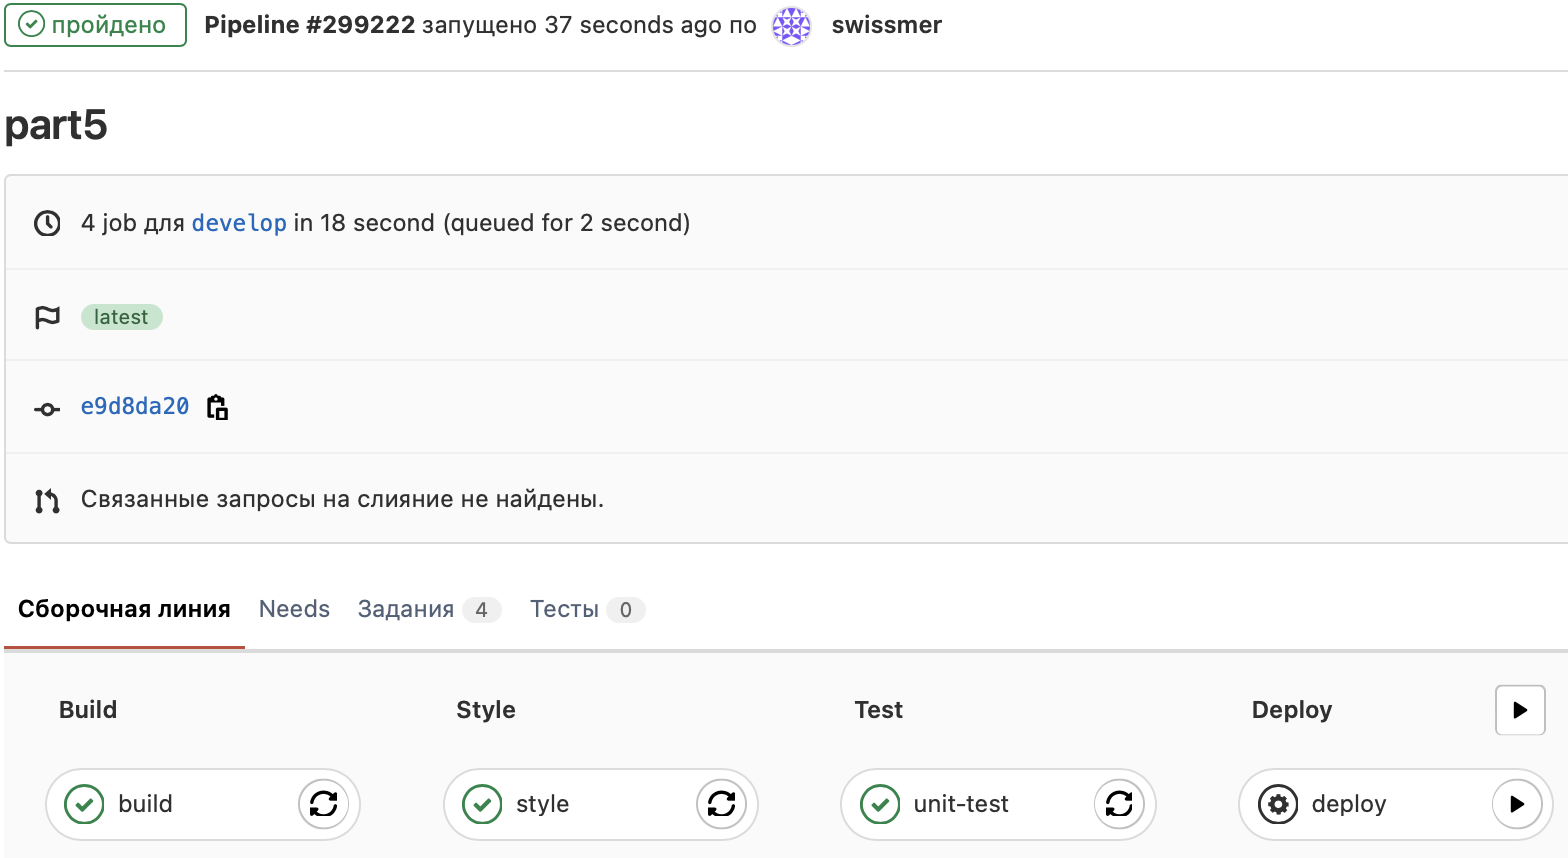 пройдено Pipeline #299222 запущено 37 seconds ago по swissmer
part5
4 job для develop in 18 second (queued for 2 second)
latest
e9d8da20
Связанные запросы на слияние не найдены.
Сборочная линия Needs Задания 4 Тесты 0
Build Style Test Deploy
build style unit-test deploy